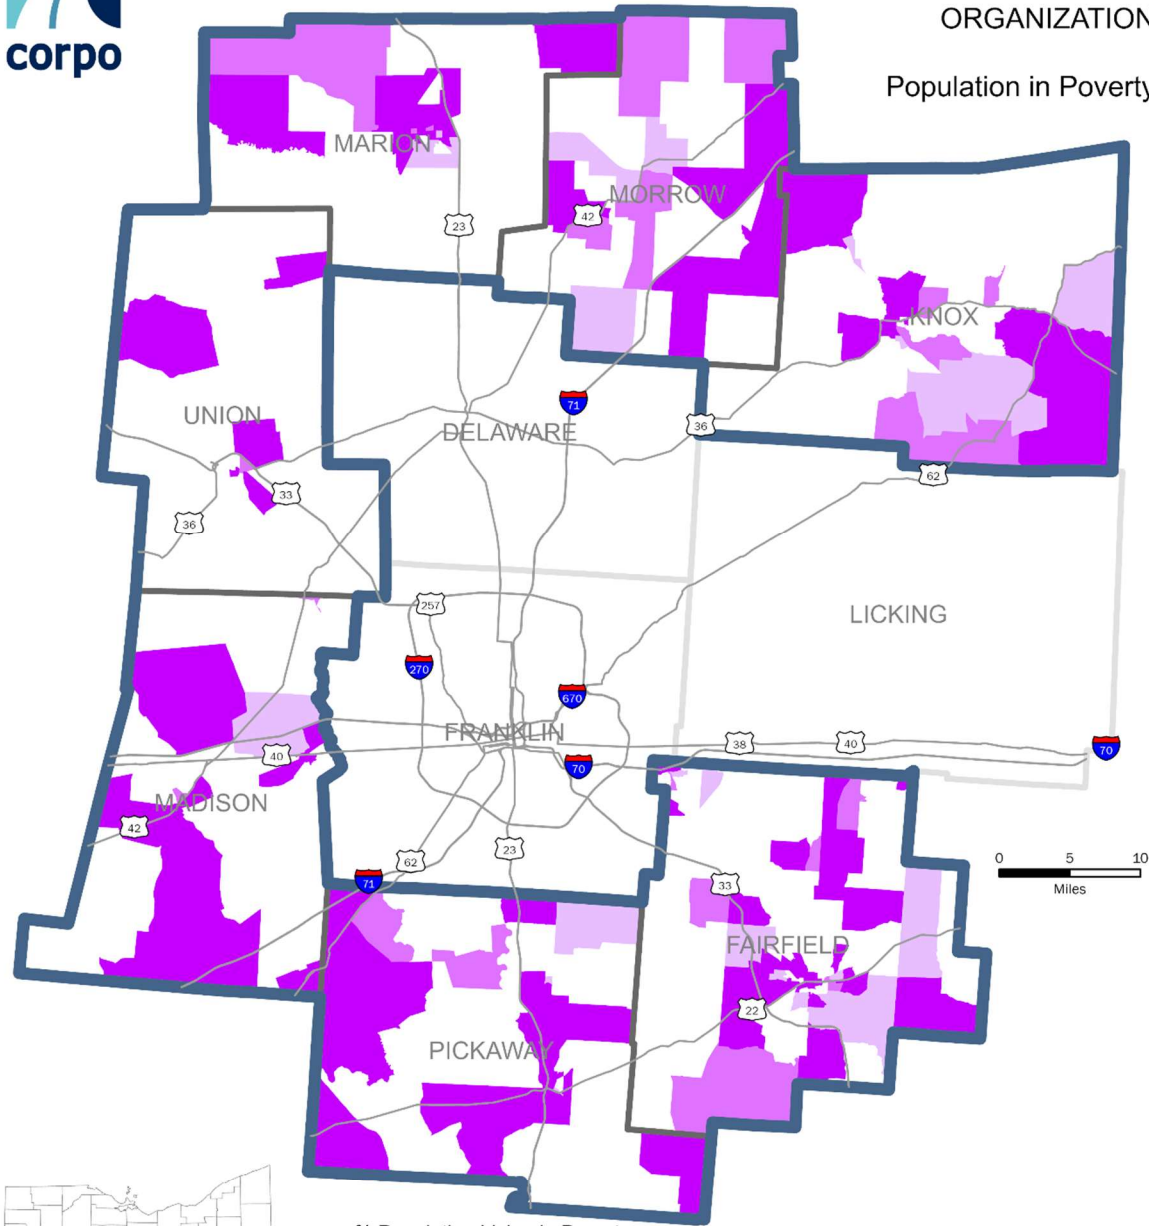 corpo
ORGANIZATION
Population in Poverty
MARION
MORROW
42
23
KNOX
UNION
71
DELAWARE
36
62
33
36
257
LICKING
270
670
FRANKLIN
38
40
70
40
70
MADISON
42
23
62
0 5 10
Miles
71
33
FAIRFIELD
22
PICKAWAY